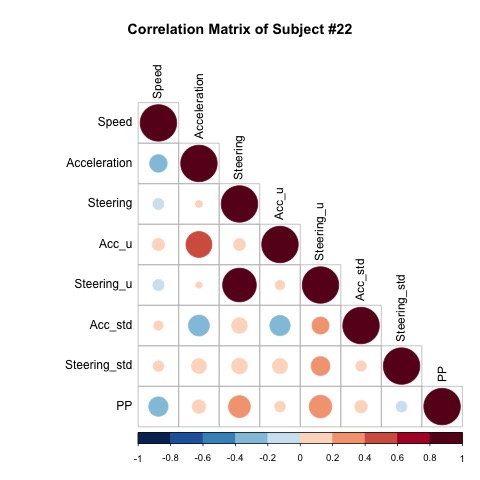 Correlation Matrix of Subject #22
Speed
Acceleration
Steering
Acc_u
Steering_u
Acc_std
Steering_std
PP
Speed
Acceleration
Steering
Acc_u
Steering_u
Acc_std
Steering_std
PP
-1 -0.8 -0.6 -0.4 -0.2 0 0.2 0.4 0.6 0.8 1